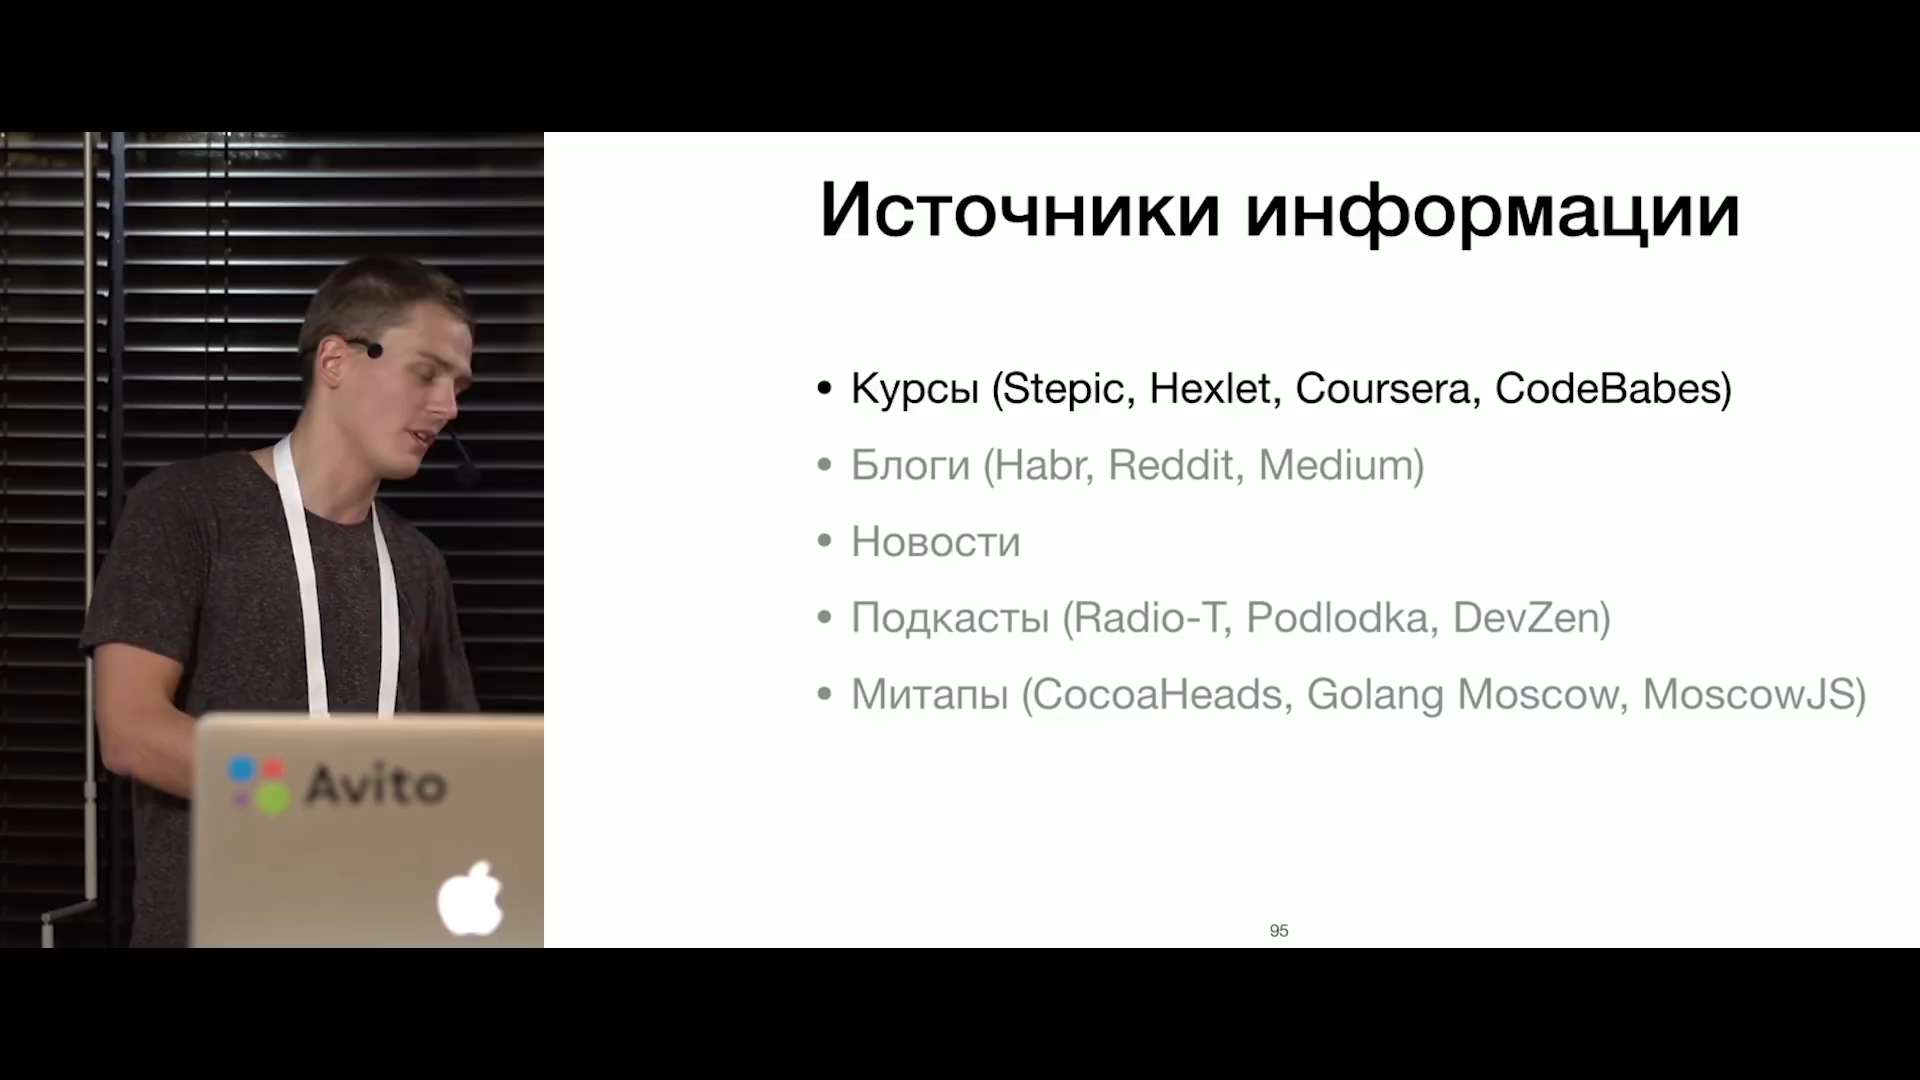 Источники информации
• Курсы (Stepic, Hexlet, Coursera, CodeBabes)
• Блоги (Habr, Reddit, Medium)
• Новости
• Подкасты (Radio-T, Podlodka, DevZen)
• Митапы (CocoaHeads, Golang Moscow, MoscowJS)
Avito
95